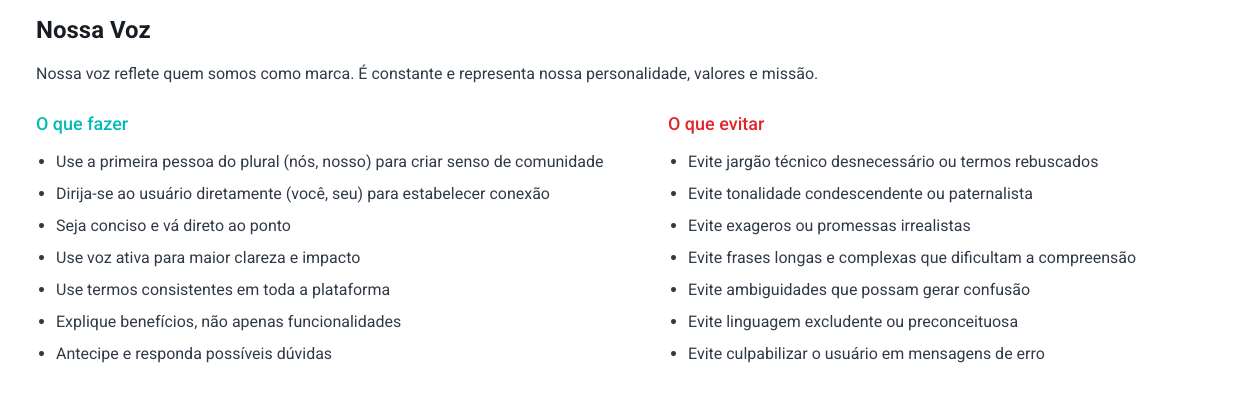 Nossa Voz
Nossa voz reflete quem somos como marca. É constante e representa nossa personalidade, valores e missão.
O que fazer
• Use a primeira pessoa do plural (nós, nosso) para criar senso de comunidade
• Dirija-se ao usuário diretamente (você, seu) para estabelecer conexão
• Seja conciso e vá direto ao ponto
• Use voz ativa para maior clareza e impacto
• Use termos consistentes em toda a plataforma
• Explique benefícios, não apenas funcionalidades
• Antecipe e responda possíveis dúvidas
O que evitar
• Evite jargão técnico desnecessário ou termos rebuscados
• Evite tonalidade condescendente ou paternalista
• Evite exageros ou promessas irrealistas
• Evite frases longas e complexas que dificultam a compreensão
• Evite ambiguidades que possam gerar confusão
• Evite linguagem excludente ou preconceituosa
• Evite culpabilizar o usuário em mensagens de erro